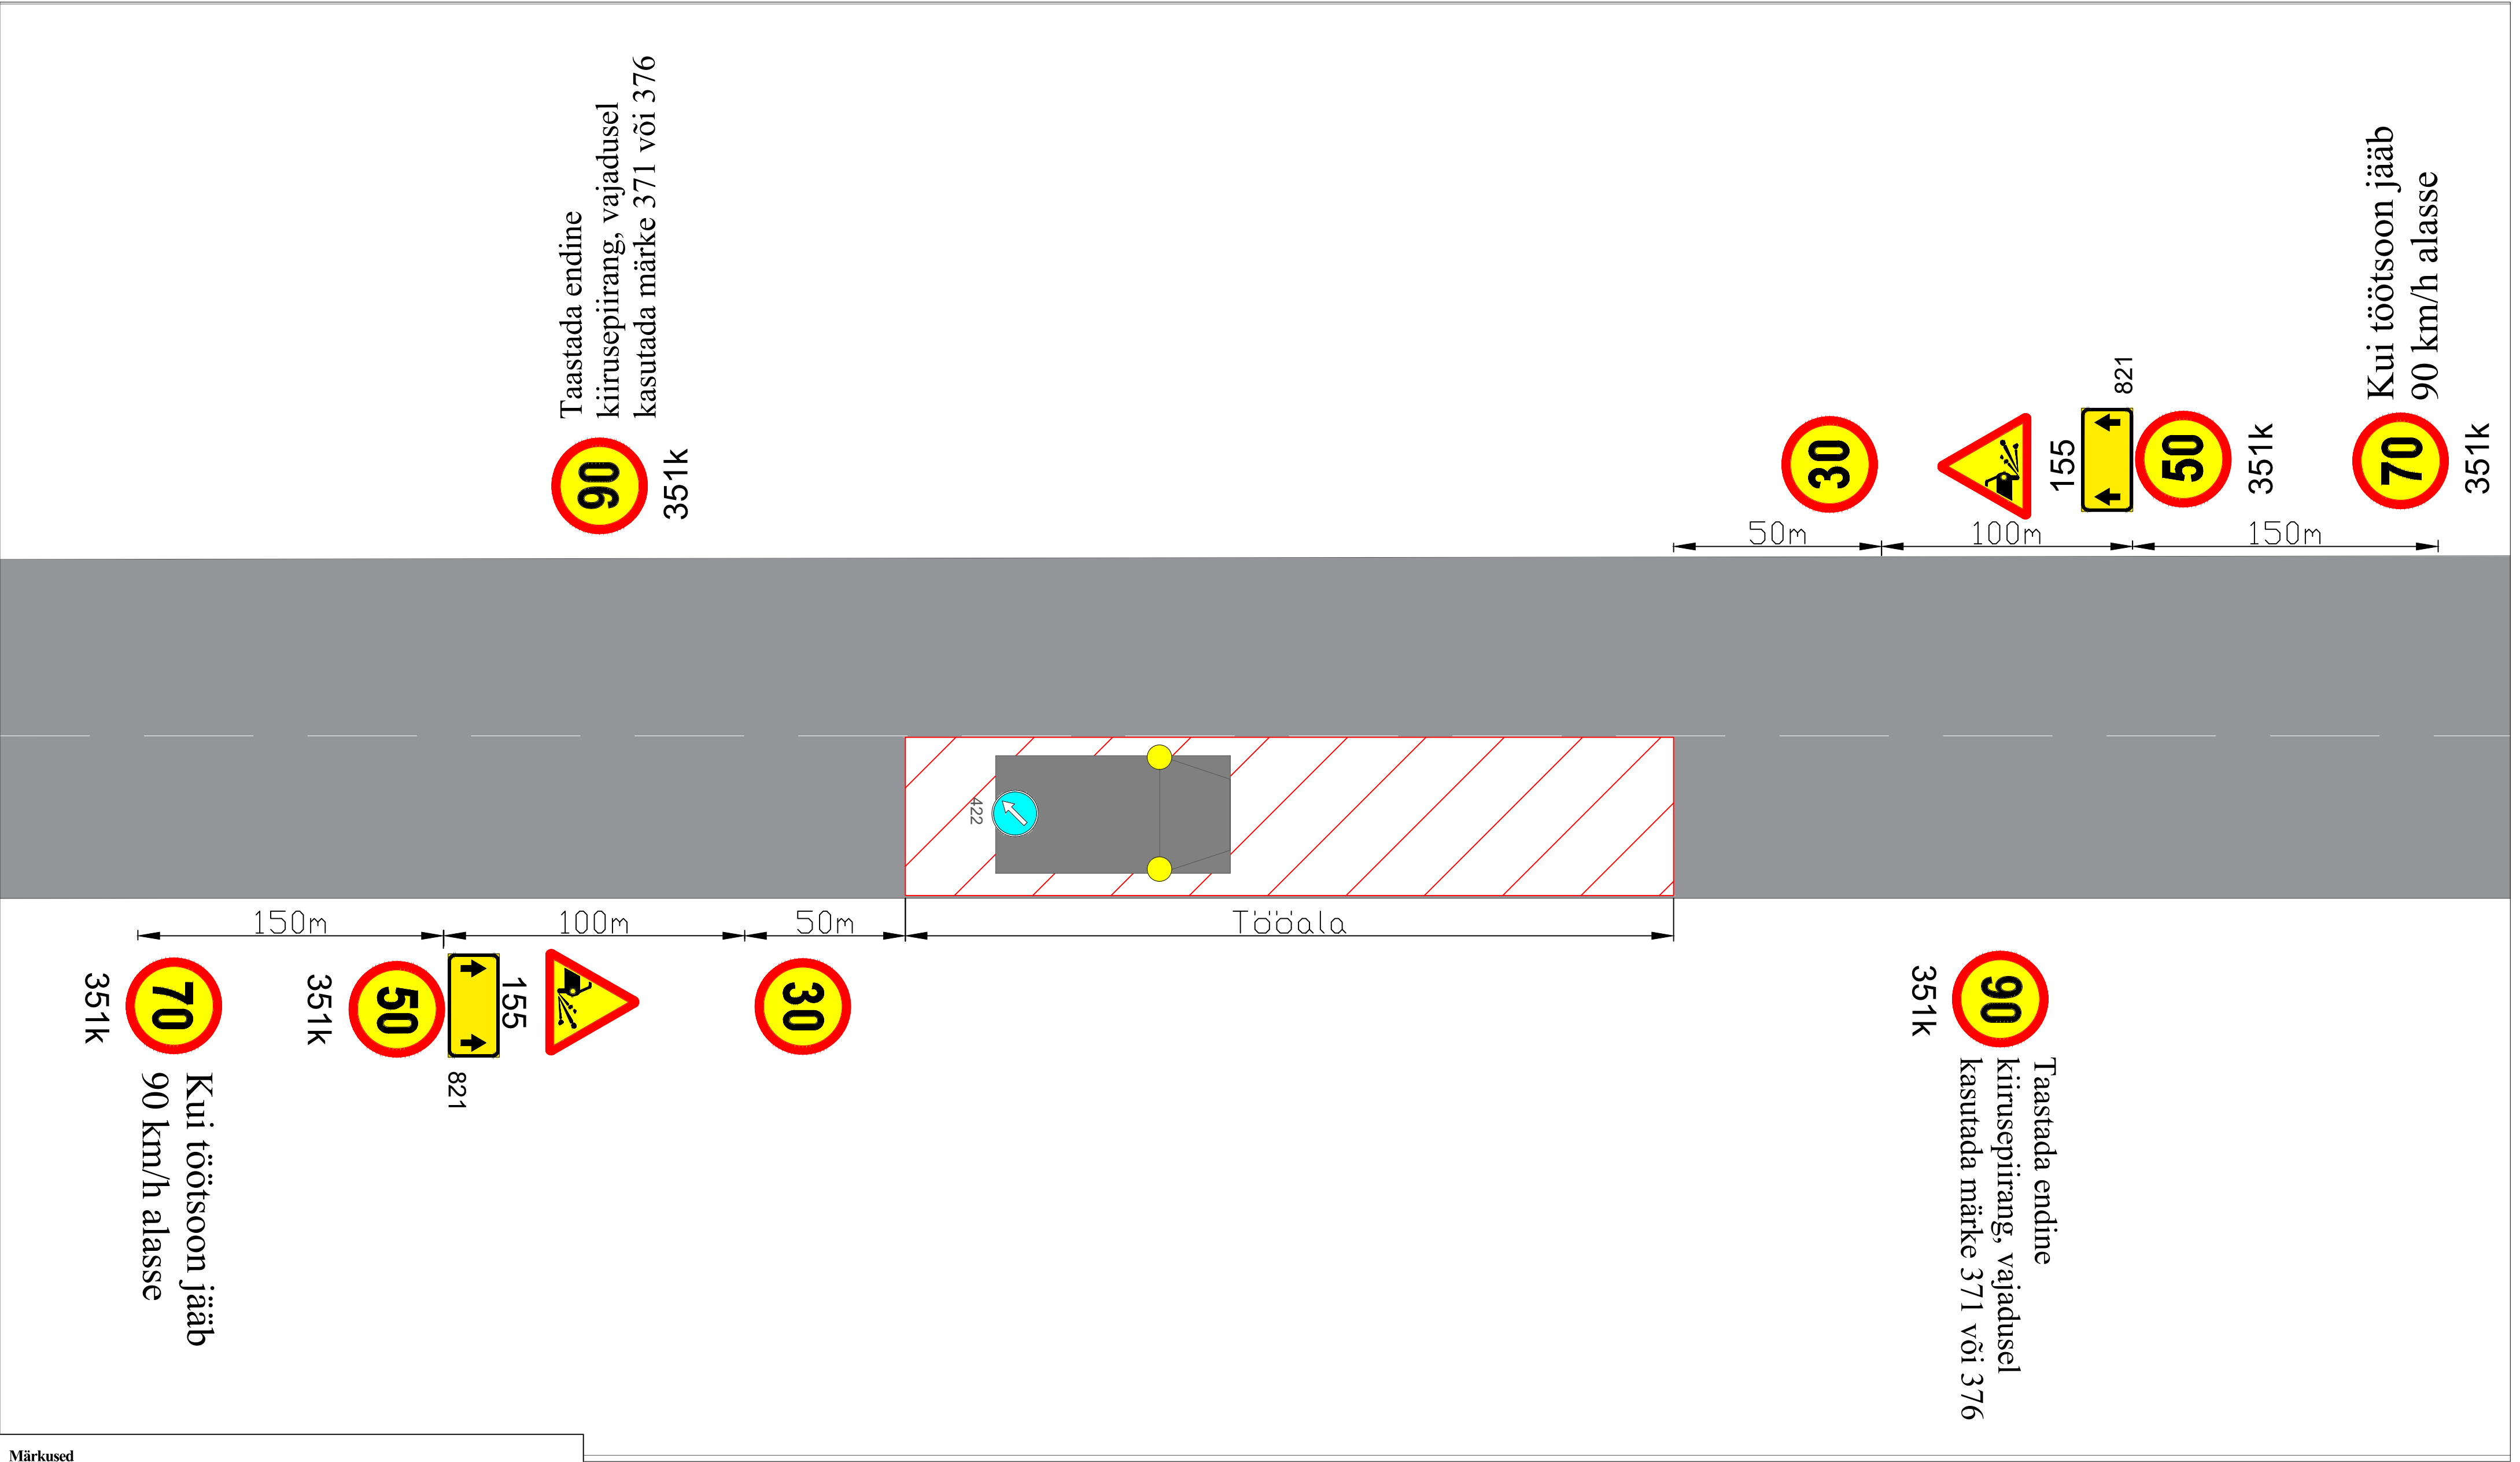 Taastada endine
kiirusepiirang, vajadusel
kasutada märke 371 või 376
90
351k
30
155
821
50
351k
Kui töötsoon jääb
90 km/h alasse
70
351k
50m
100m
150m
422
150m
100m
50m
Tööala
351k
70
Kui töötsoon jääb
90 km/h alasse
351k
50
821
155
30
351k
90
Taastada endine
kiirusepiirang, vajadusel
kasutada märke 371 või 376
Märkused